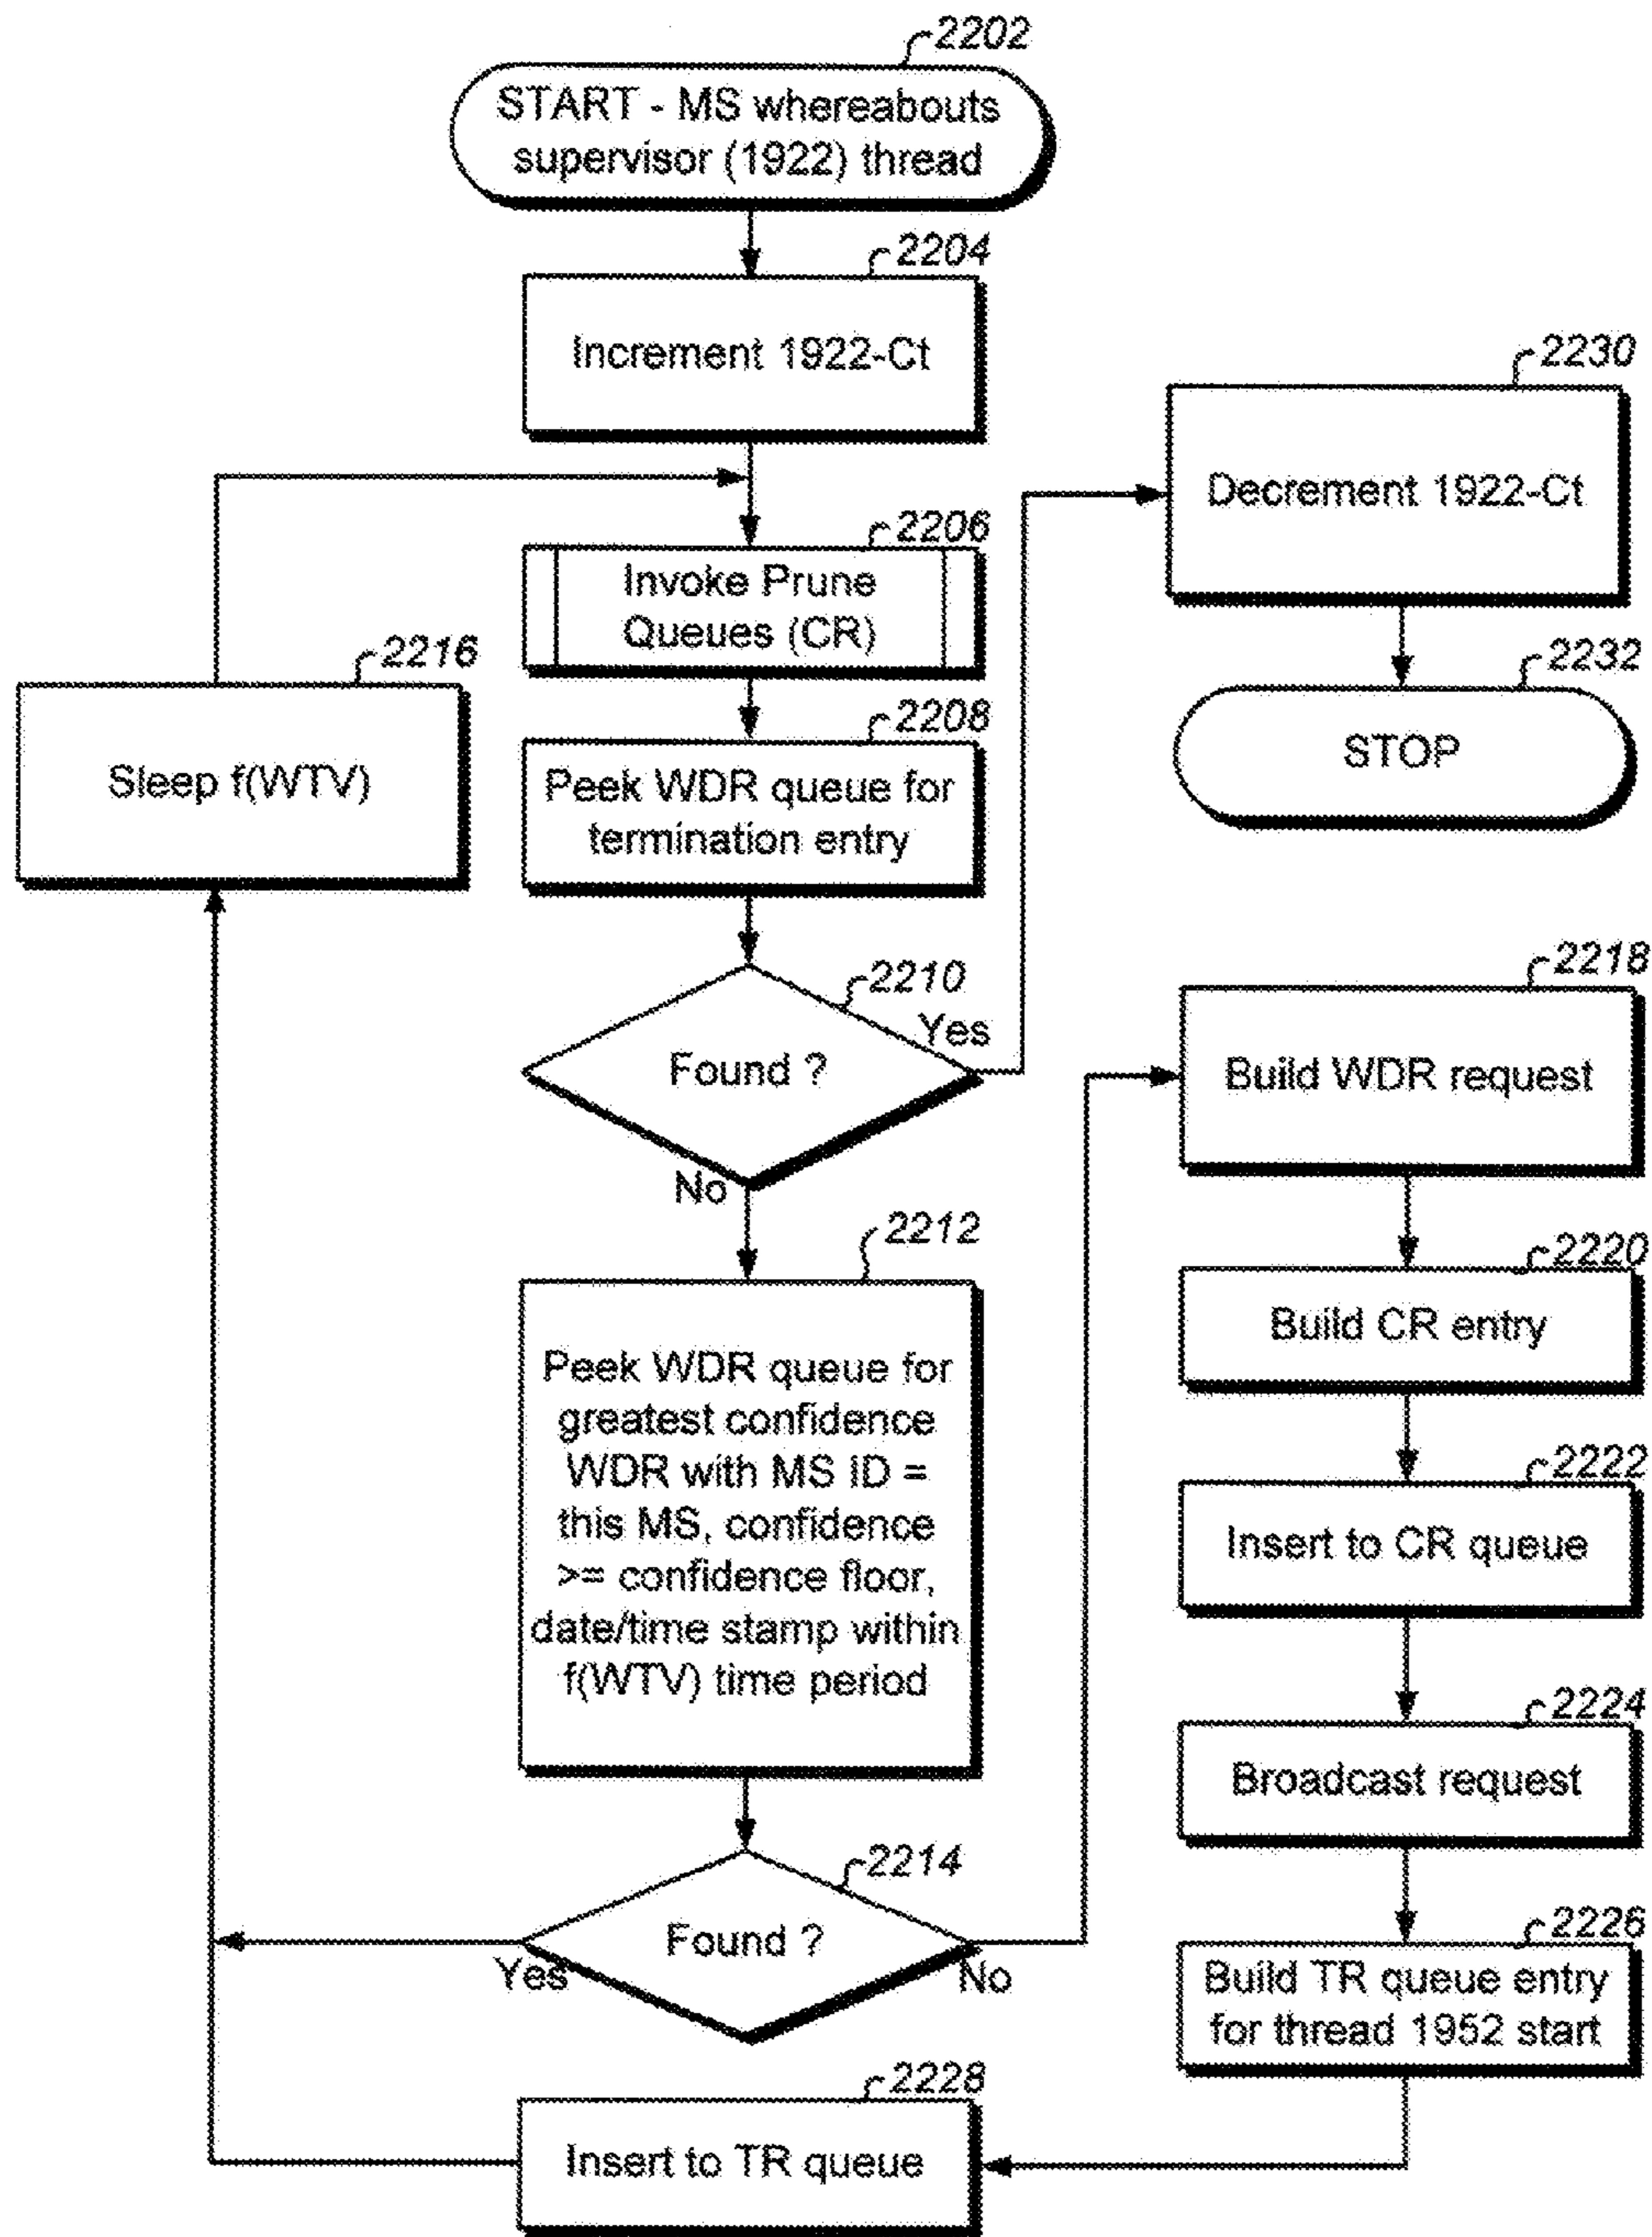 2202
START - MS whereabouts
supervisor (1922) thread
2204
Increment 1922-Ct
2206
Invoke Prune
Queues (CR)
2208
Peek WDR queue for
termination entry
2210
Found ?
Yes
No
2212
Peek WDR queue for
greatest confidence
WDR with MS ID =
this MS, confidence
>= confidence floor,
date/time stamp within
f(WTV) time period
2214
Found ?
Yes
No
2216
Sleep f(WTV)
2218
Build WDR request
2220
Build CR entry
2222
Insert to CR queue
2224
Broadcast request
2226
Build TR queue entry
for thread 1952 start
2228
Insert to TR queue
2230
Decrement 1922-Ct
2232
STOP